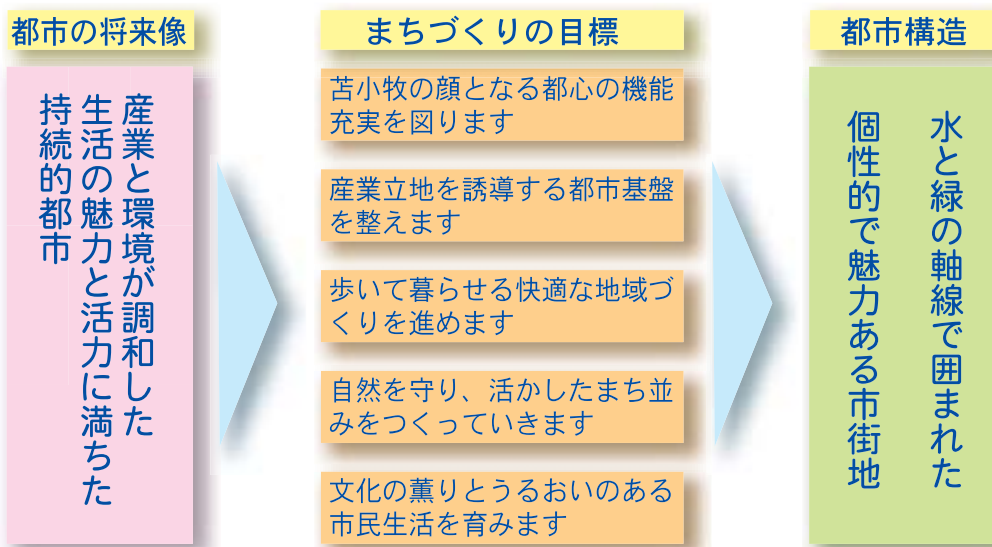 都市の将来像
産業と環境が調和した
生活の魅力と活力に満ちた
持続的都市
まちづくりの目標
苫小牧の顔となる都心の機能
充実を図ります
産業立地を誘導する都市基盤
を整えます
歩いて暮らせる快適な地域づ
くりを進めます
自然を守り、活かしたまち並
みをつくっていきます
文化の薫りとうるおいのある
市民生活を育みます
都市構造
水と緑の軸線で囲まれた
個性的で魅力ある市街地